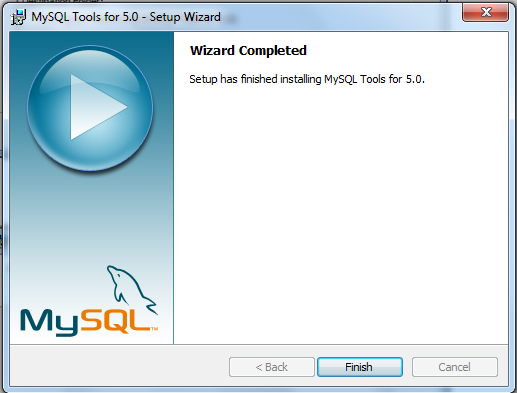 MySQL Tools for 5.0 - Setup Wizard
Wizard Completed
Setup has finished installing MySQL Tools for 5.0.
MySQL™
< Back
Finish
Cancel